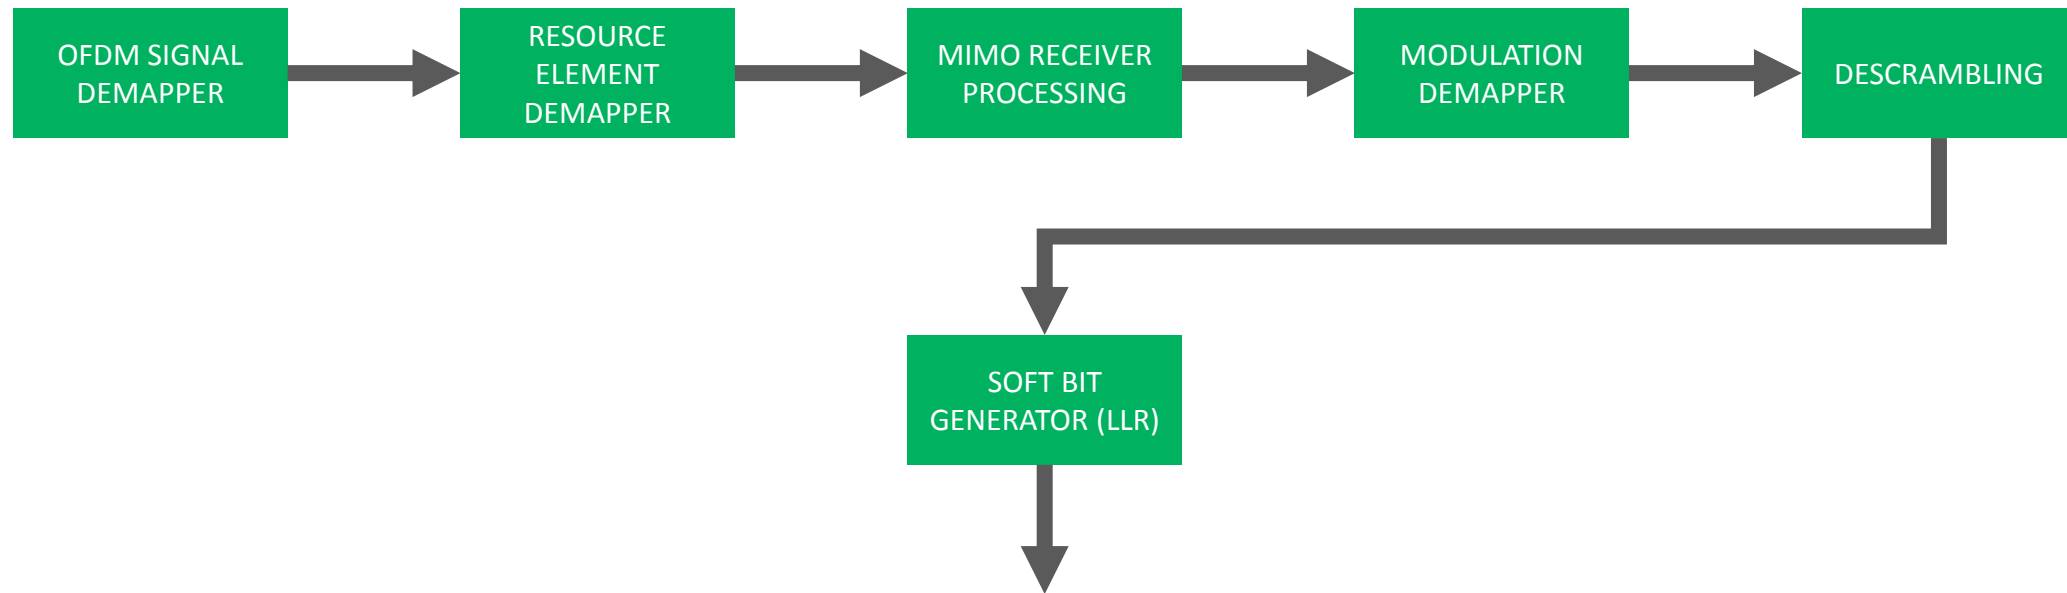 OFDM SIGNAL
DEMAPPER
RESOURCE
ELEMENT
DEMAPPER
MIMO RECEIVER
PROCESSING
MODULATION
DEMAPPER
DESCRAMBLING
SOFT BIT
GENERATOR (LLR)